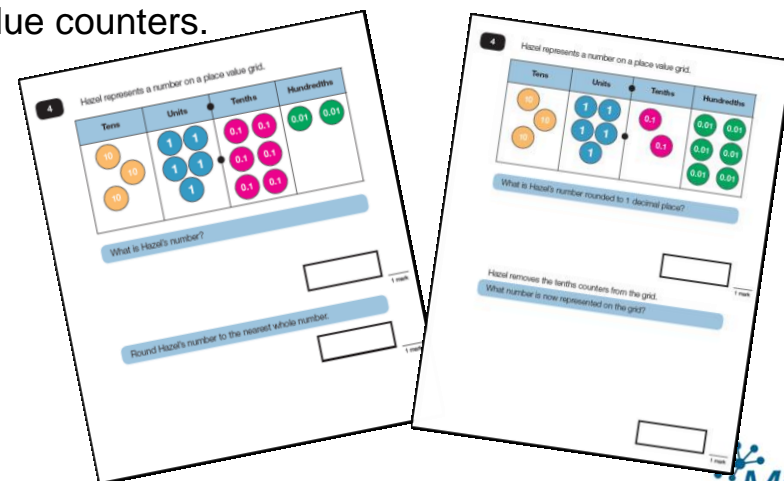 lue counters.
4
Hazel represents a number on a place value grid.
Tens Units Tenths Hundredths
10 10 10
1 1 1 1 1
0.1 0.1 0.1 0.1 0.1 0.1
0.01 0.01
What is Hazel's number?
1 mark
Round Hazel's number to the nearest whole number.
1 mark
4
Hazel represents a number on a place value grid.
Tens Units Tenths Hundredths
10 10 10
1 1 1 1 1
0.1 0.1
0.01 0.01 0.01 0.01 0.01 0.01
What is Hazel's number rounded to 1 decimal place?
1 mark
Hazel removes the tenths counters from the grid.
What number is now represented on the grid?
1 mark